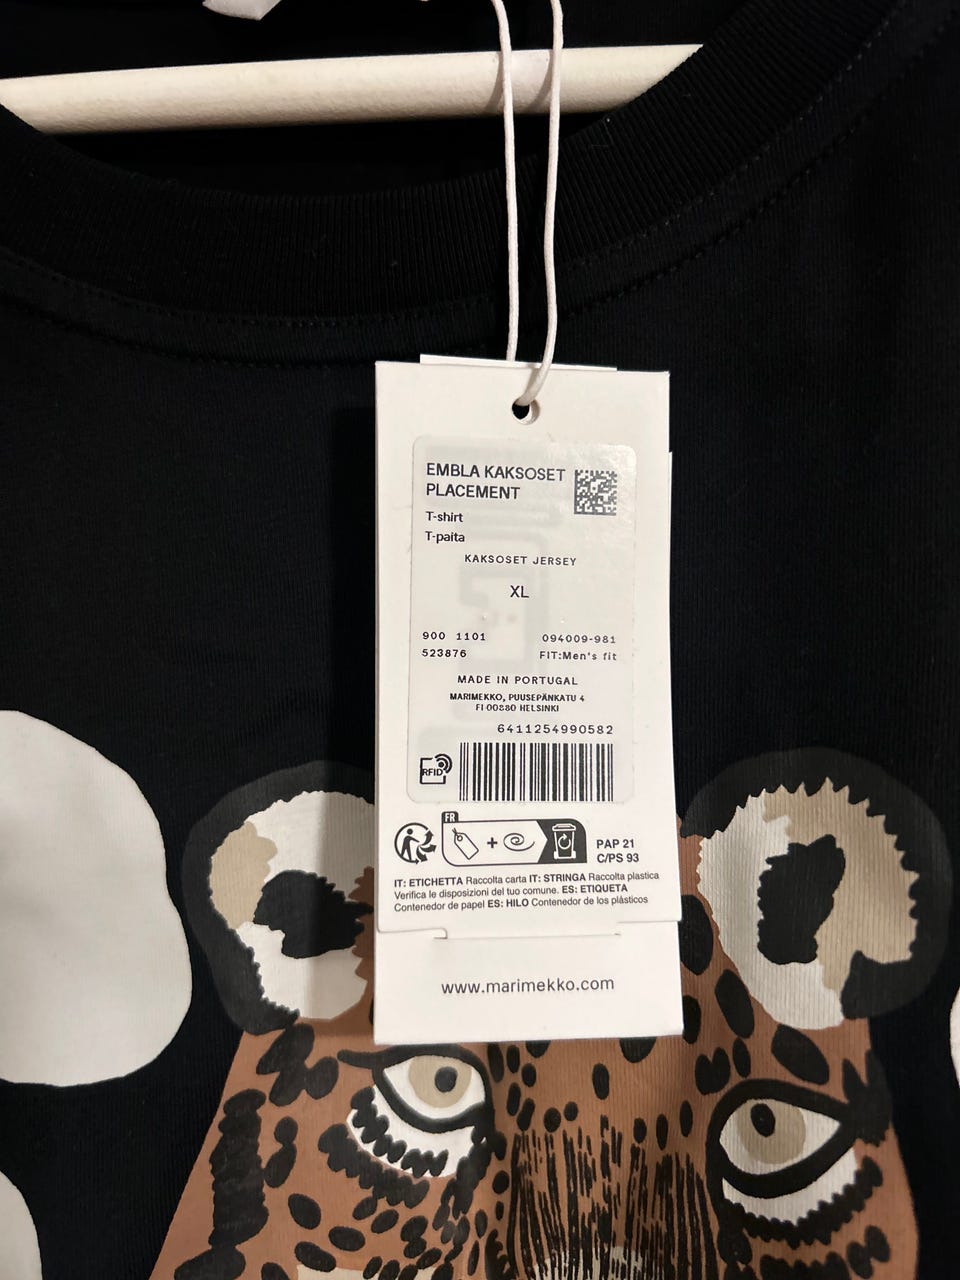 EMBLA KAKSOSET
PLACEMENT
T-shirt
T-paita
KAKSOSET JERSEY
XL
900 1101 094009-981
523876 FIT:Men's fit
MADE IN PORTUGAL
MARIMEKKO, PUUSEPÄNKATU 4
FI 00880 HELSINKI
6411254990582
RFID
FR
PAP 21
C/PS 93
IT: ETICHETTA Raccolta carta IT: STRINGA Raccolta plastica
Verifica le disposizioni del tuo comune. ES: ETIQUETA
Contenedor de papel ES: HILO Contenedor de los plásticos
www.marimekko.com